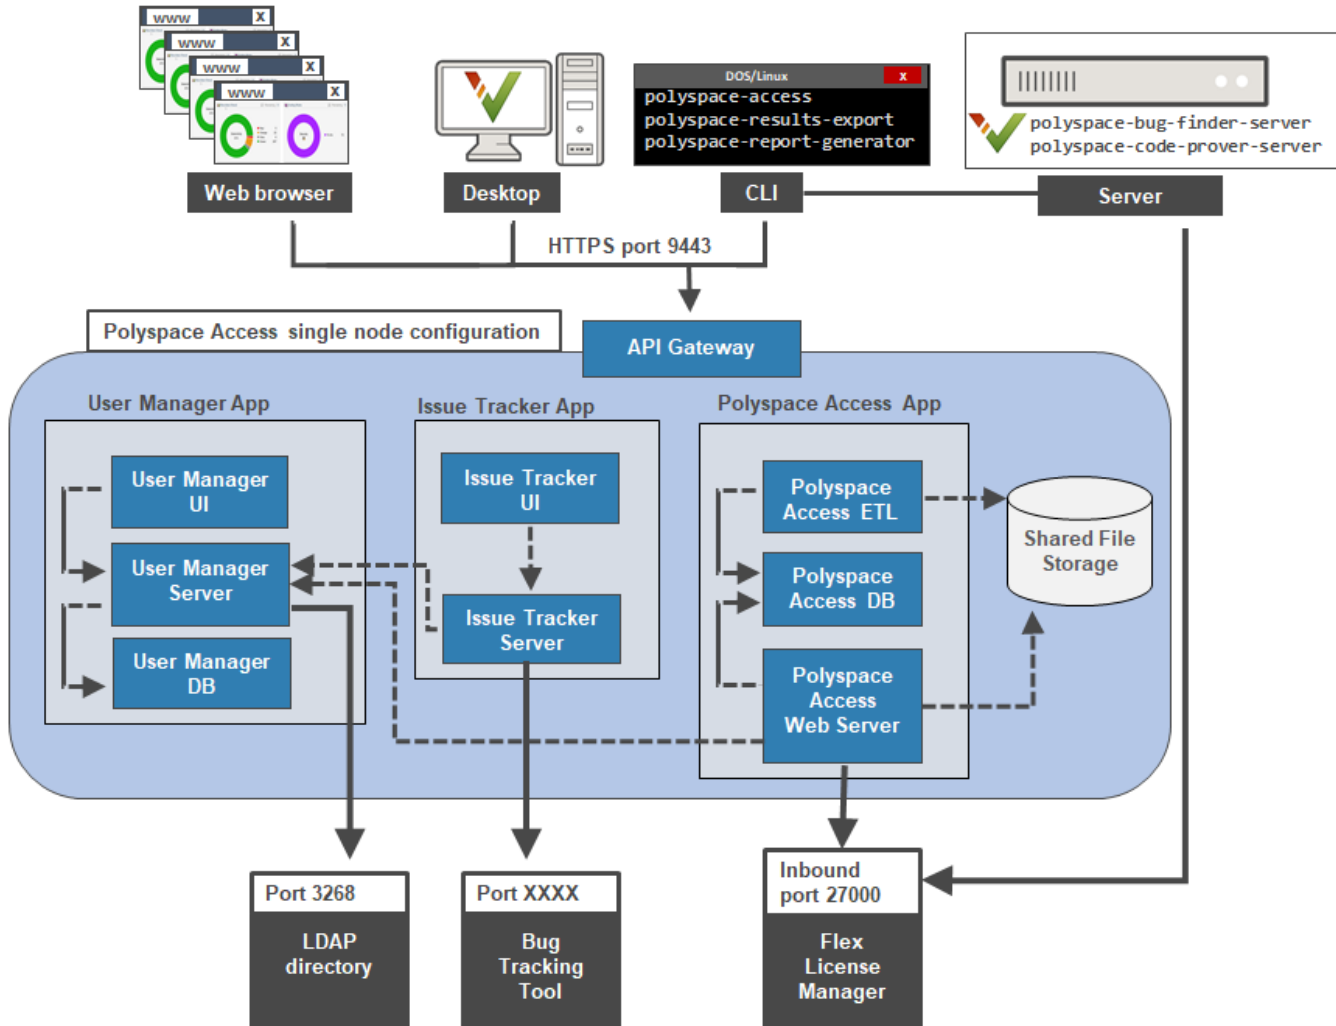 www X
www X
www X
www X
DOS/Linux X
polyspace-access
polyspace-results-export
polyspace-report-generator
polyspace-bug-finder-server
polyspace-code-prover-server
Web browser
Desktop
CLI
Server
HTTPS port 9443
Polyspace Access single node configuration
API Gateway
User Manager App
Issue Tracker App
Polyspace Access App
User Manager
UI
User Manager
Server
User Manager
DB
Issue Tracker
UI
Issue Tracker
Server
Polyspace
Access ETL
Polyspace
Access DB
Polyspace
Access
Web Server
Shared File
Storage
Port 3268
LDAP
directory
Port XXXX
Bug
Tracking
Tool
Inbound
port 27000
Flex
License
Manager